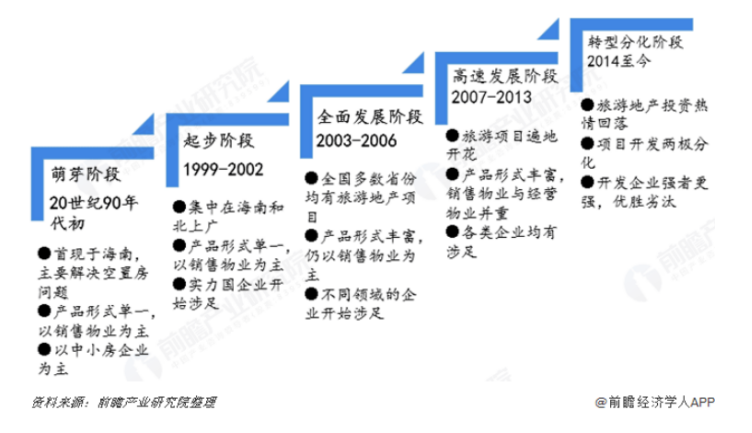 萌芽阶段
20世纪90年
代初
●首现于海南，
主要解决空置房
问题
●产品形式单一，
以销售物业为主
●以中小房企业
为主
起步阶段
1999-2002
●集中在海南和
北上广
●产品形式单一，
以销售物业为主
●实力国企业开
始涉足
全面发展阶段
2003-2006
●全国多数省份
均有旅游地产项
目
●产品形式丰富，
仍以销售物业为
主
●不同领域的企
业开始涉足
高速发展阶段
2007-2013
●旅游项目遍地
开花
●产品形式丰富，
销售物业与经营
物业并重
●各类企业均有
涉足
转型分化阶段
2014至今
●旅游地产投资热
情回落
●项目开发两极分
化
●开发企业强者更
强，优胜劣汰
资料来源：前瞻产业研究院整理
@前瞻经济学人APP
前瞻产业研究院